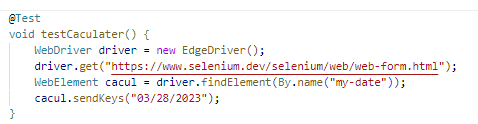 @Test
void testCaculater() {
    WebDriver driver = new EdgeDriver();
    driver.get("https://www.selenium.dev/selenium/web/web-form.html");
    WebElement cacul = driver.findElement(By.name("my-date"));
    cacul.sendKeys("03/28/2023");
}